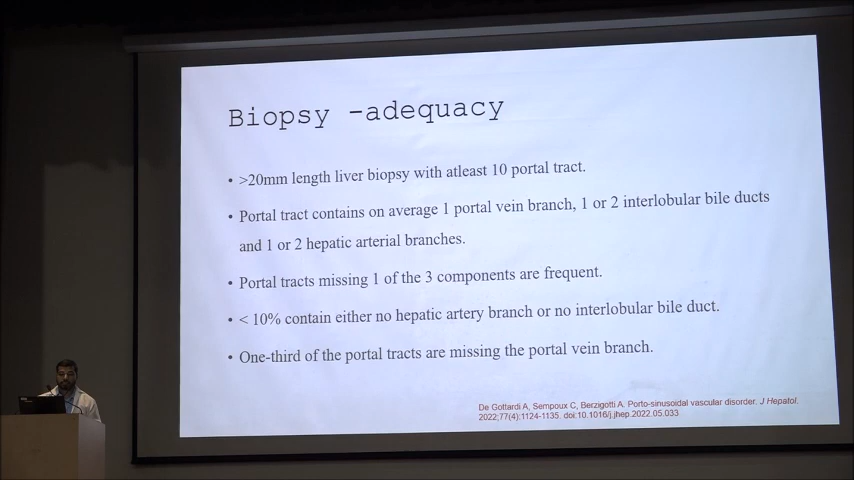 Biopsy -adequacy
• >20mm length liver biopsy with atleast 10 portal tract.
• Portal tract contains on average 1 portal vein branch, 1 or 2 interlobular bile ducts
and 1 or 2 hepatic arterial branches.
• Portal tracts missing 1 of the 3 components are frequent.
• < 10% contain either no hepatic artery branch or no interlobular bile duct.
• One-third of the portal tracts are missing the portal vein branch.
De Gottardi A, Sempoux C, Berzigotti A. Porto-sinusoidal vascular disorder. J Hepatol.
2022;77(4):1124-1135. doi:10.1016/j.jhep.2022.05.033